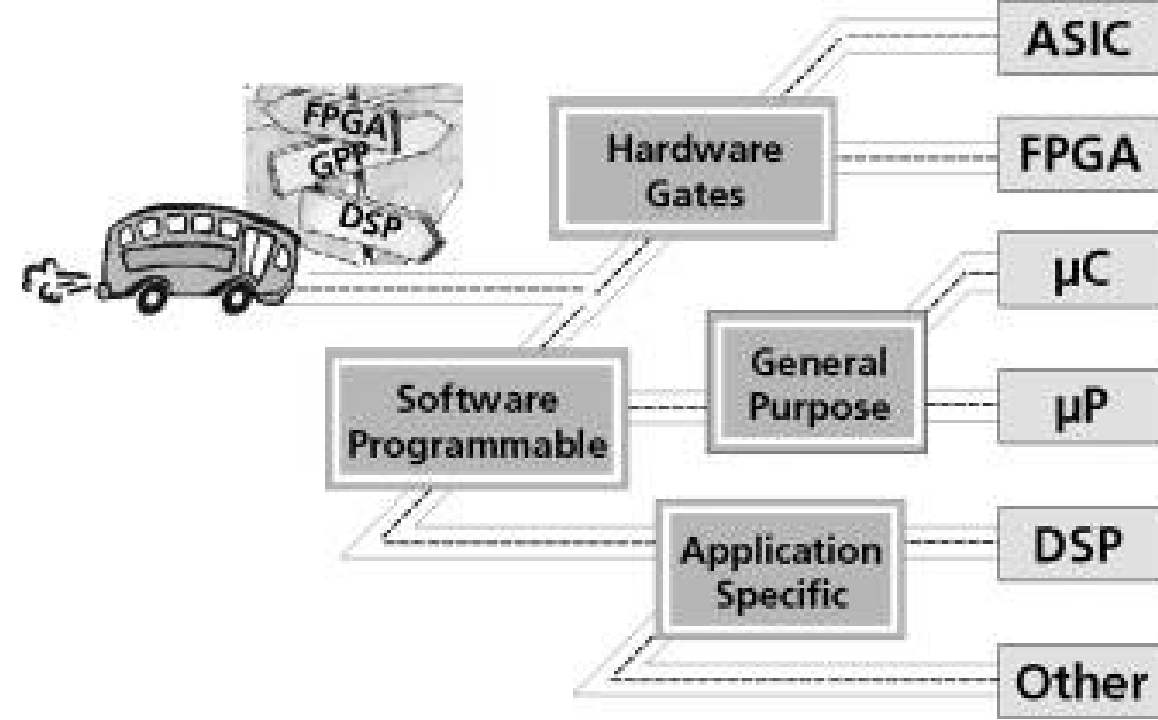 ASIC
FPGA
GPP
DSP
Hardware
Gates
FPGA
µC
General
Purpose
µP
Software
Programmable
Application
Specific
DSP
Other